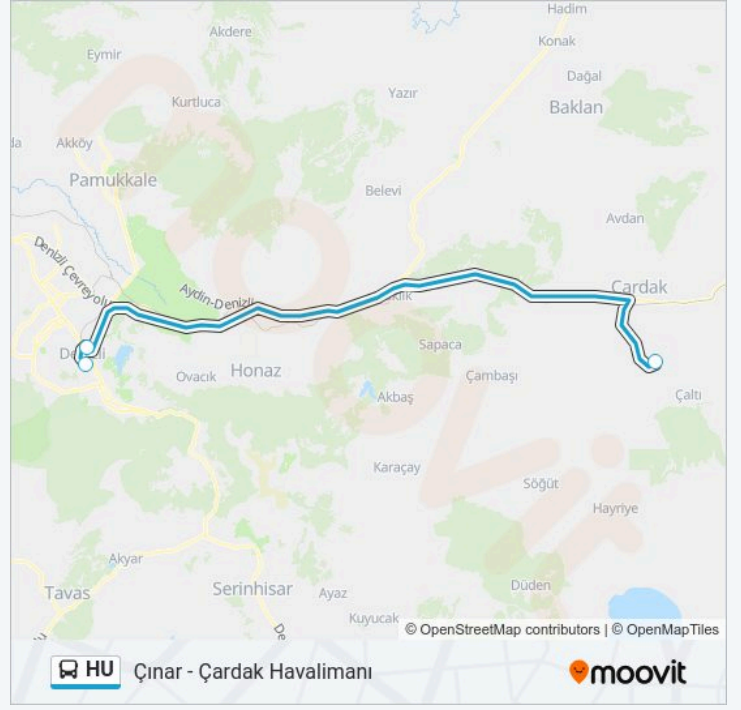 Hadim
Akdere
Konak
Eymir
Dağal
Yazır
Kurtluca
Baklan
Akköy
Pamukkale
Belevi
Avdan
Denizli Çevreyolu
Aydin-Denizli
Çardak
Sapaca
Honaz
Ovacık
Çambaşı
Akbaş
Çaltı
Karaçay
Söğüt
Hayriye
Akyar
Düden
Tavas
Serinhisar
Ayaz
Kuyucak
© OpenStreetMap contributors | © OpenMapTiles
HU Çınar - Çardak Havalimanı
moovit